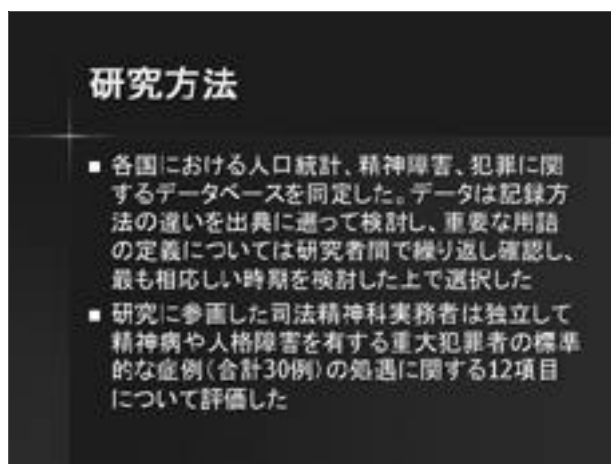 研究方法
■ 各国における人口統計、精神障害、犯罪に関
するデータベースを同定した。データは記録方
法の違いを出典に遡って検討し、重要な用語
の定義については研究者間で繰り返し確認し、
最も相応しい時期を検討した上で選択した
■ 研究に参画した司法精神科実務者は独立して
精神病や人格障害を有する重大犯罪者の標準
的な症例(合計30例)の処遇に関する12項目
について評価した